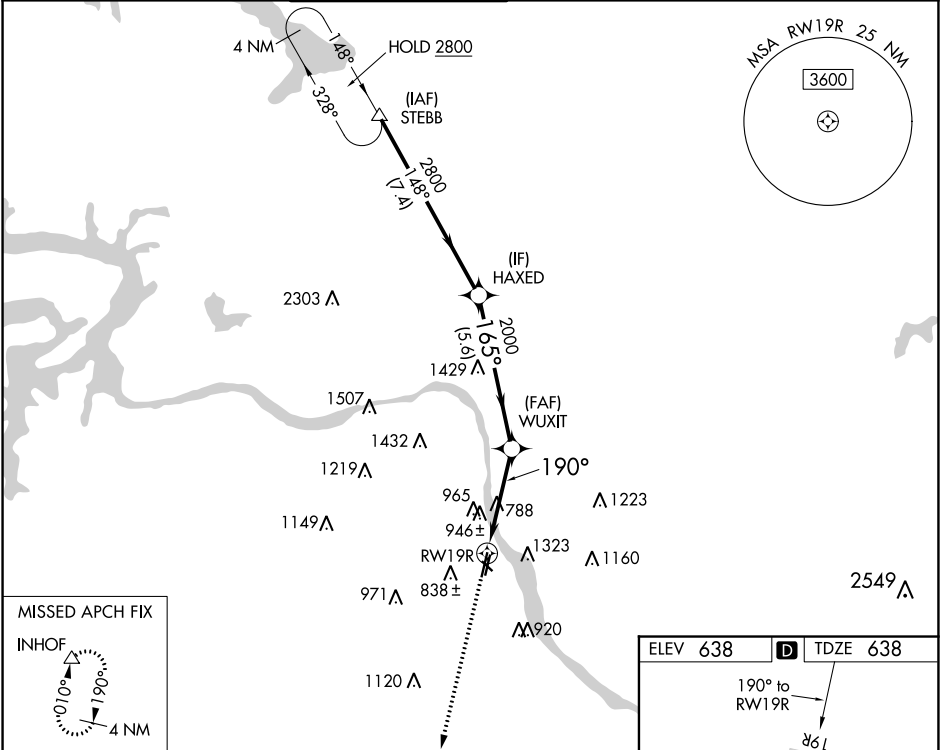 4 NM
148°
HOLD 2800
328°
(IAF)
STEBB
MSA RW19R 25 NM
3600
2800
148°
(7.4)
(IF)
HAXED
2303
2000
165°
(5.6)
1429
1507
(FAF)
WUXIT
1432
1219
190°
965
788
1223
1149
946±
RW19R
1323
1160
838±
971
2549
920
1120
MISSED APCH FIX
INHOF
010°
190°
4 NM
ELEV 638
D
TDZE 638
190° to
RW19R
19R